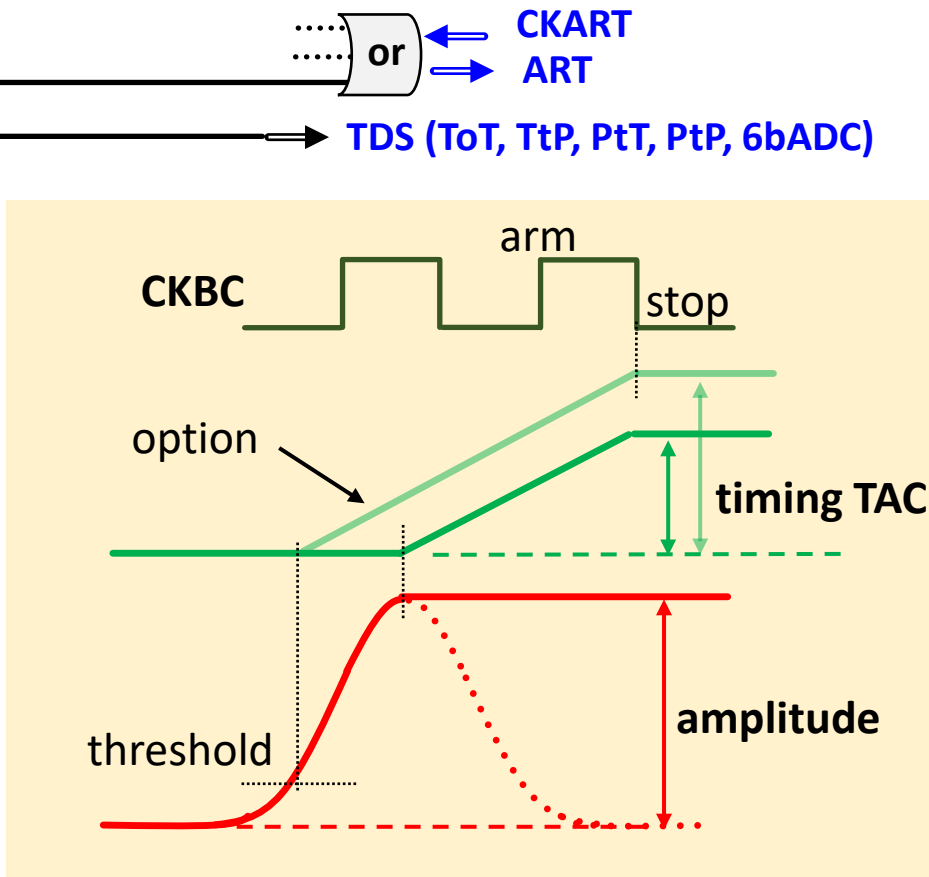 or
CKART
ART
TDS (ToT, TtP, PtT, PtP, 6bADC)
arm
CKBC
stop
option
timing TAC
amplitude
threshold